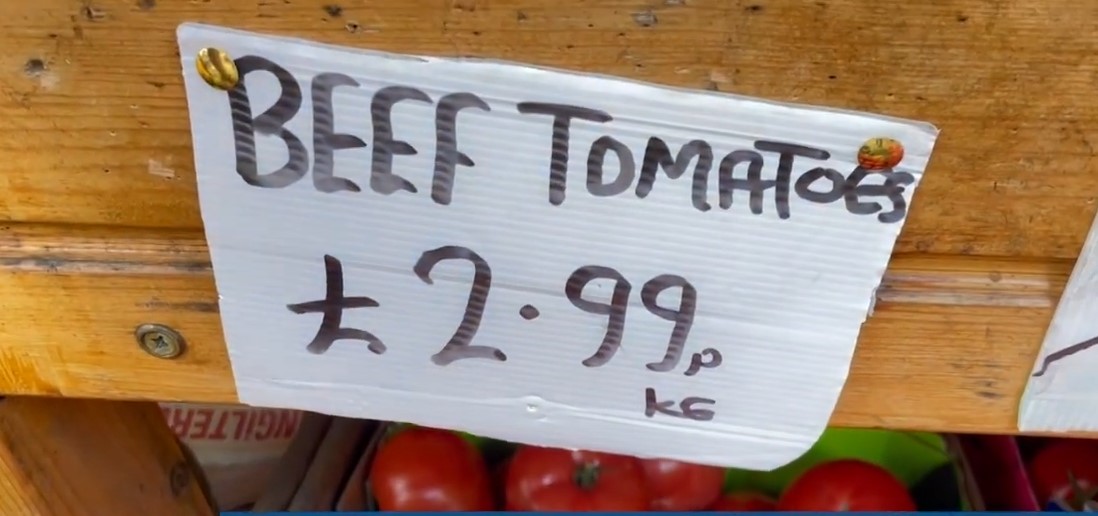 BEEF TOMATOES
£2.99p
KG